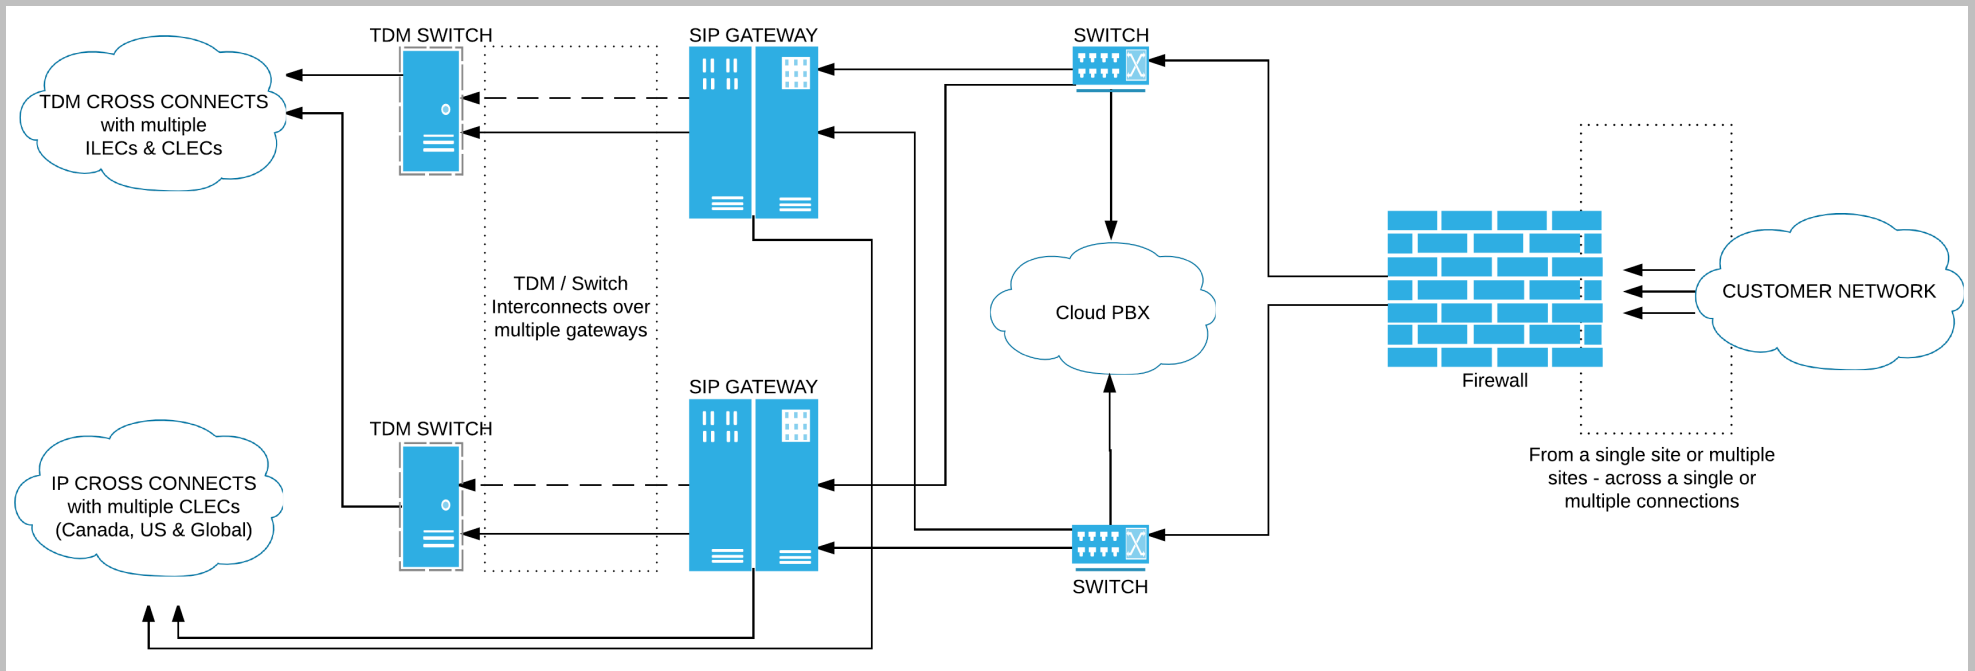 TDM SWITCH
SIP GATEWAY
SWITCH
TDM CROSS CONNECTS
with multiple
ILECs & CLECs
TDM / Switch
Interconnects over
multiple gateways
Cloud PBX
CUSTOMER NETWORK
Firewall
SIP GATEWAY
TDM SWITCH
IP CROSS CONNECTS
with multiple CLECs
(Canada, US & Global)
From a single site or multiple
sites - across a single or
multiple connections
SWITCH